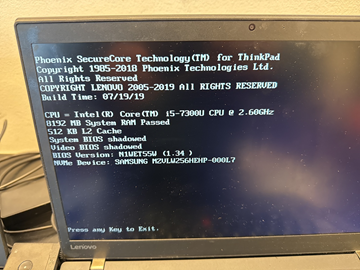 Phoenix SecureCore Technology(TM) for ThinkPad
Copyright 1985-2018 Phoenix Technologies Ltd.
All Rights Reserved
COPYRIGHT LENOVO 2005-2019 ALL RIGHTS RESERVED
Build Time: 07/19/19
CPU = Intel(R) Core(TM) i5-7300U CPU @ 2.60GHz
8192 MB System RAM Passed
512 KB L2 Cache
System BIOS shadowed
Video BIOS shadowed
BIOS Version: N1WET55W (1.34 )
NVMe Device: SAMSUNG MZVLW256HEHP-000L7
Press any Key to Exit.
Lenovo